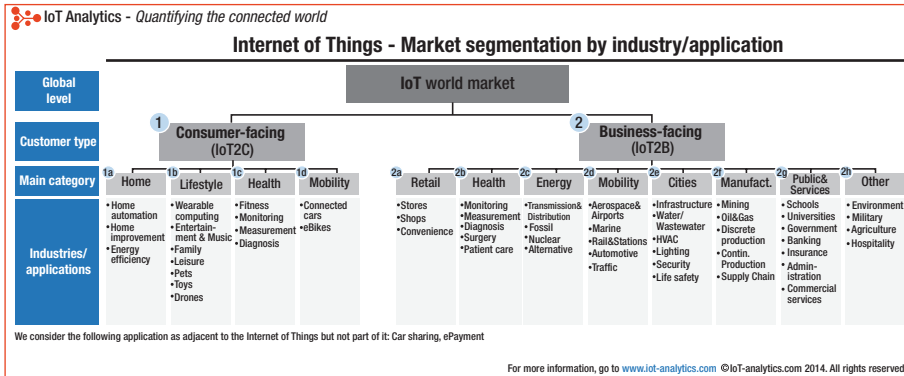 IoT Analytics - Quantifying the connected world
Internet of Things - Market segmentation by industry/application
Global
level
IoT world market
Customer type
1
Consumer-facing
(IoT2C)
2
Business-facing
(IoT2B)
Main category
1a
Home
1b
Lifestyle
1c
Health
1d
Mobility
2a
Retail
2b
Health
2c
Energy
2d
Mobility
2e
Cities
2f
Manufact.
2g
Public&
Services
2h
Other
Industries/
applications
•Home
automation
•Home
improvement
•Energy
efficiency
•Wearable
computing
•Entertain-
ment & Music
•Family
•Leisure
•Pets
•Toys
•Drones
•Fitness
•Monitoring
•Measurement
•Diagnosis
•Connected
cars
•eBikes
•Stores
•Shops
•Convenience
•Monitoring
•Measurement
•Diagnosis
•Surgery
•Patient care
•Transmission&
Distribution
•Fossil
•Nuclear
•Alternative
•Aerospace&
Airports
•Marine
•Rail&Stations
•Automotive
•Traffic
•Infrastructure
•Water/
Wastewater
•HVAC
•Lighting
•Security
•Life safety
•Mining
•Oil&Gas
•Discrete
production
•Contin.
Production
•Supply Chain
•Schools
•Universities
•Government
•Banking
•Insurance
•Admini-
stration
•Commercial
services
•Environment
•Military
•Agriculture
•Hospitality
We consider the following application as adjacent to the Internet of Things but not part of it: Car sharing, ePayment
For more information, go to www.iot-analytics.com ©IoT-analytics.com 2014. All rights reserved